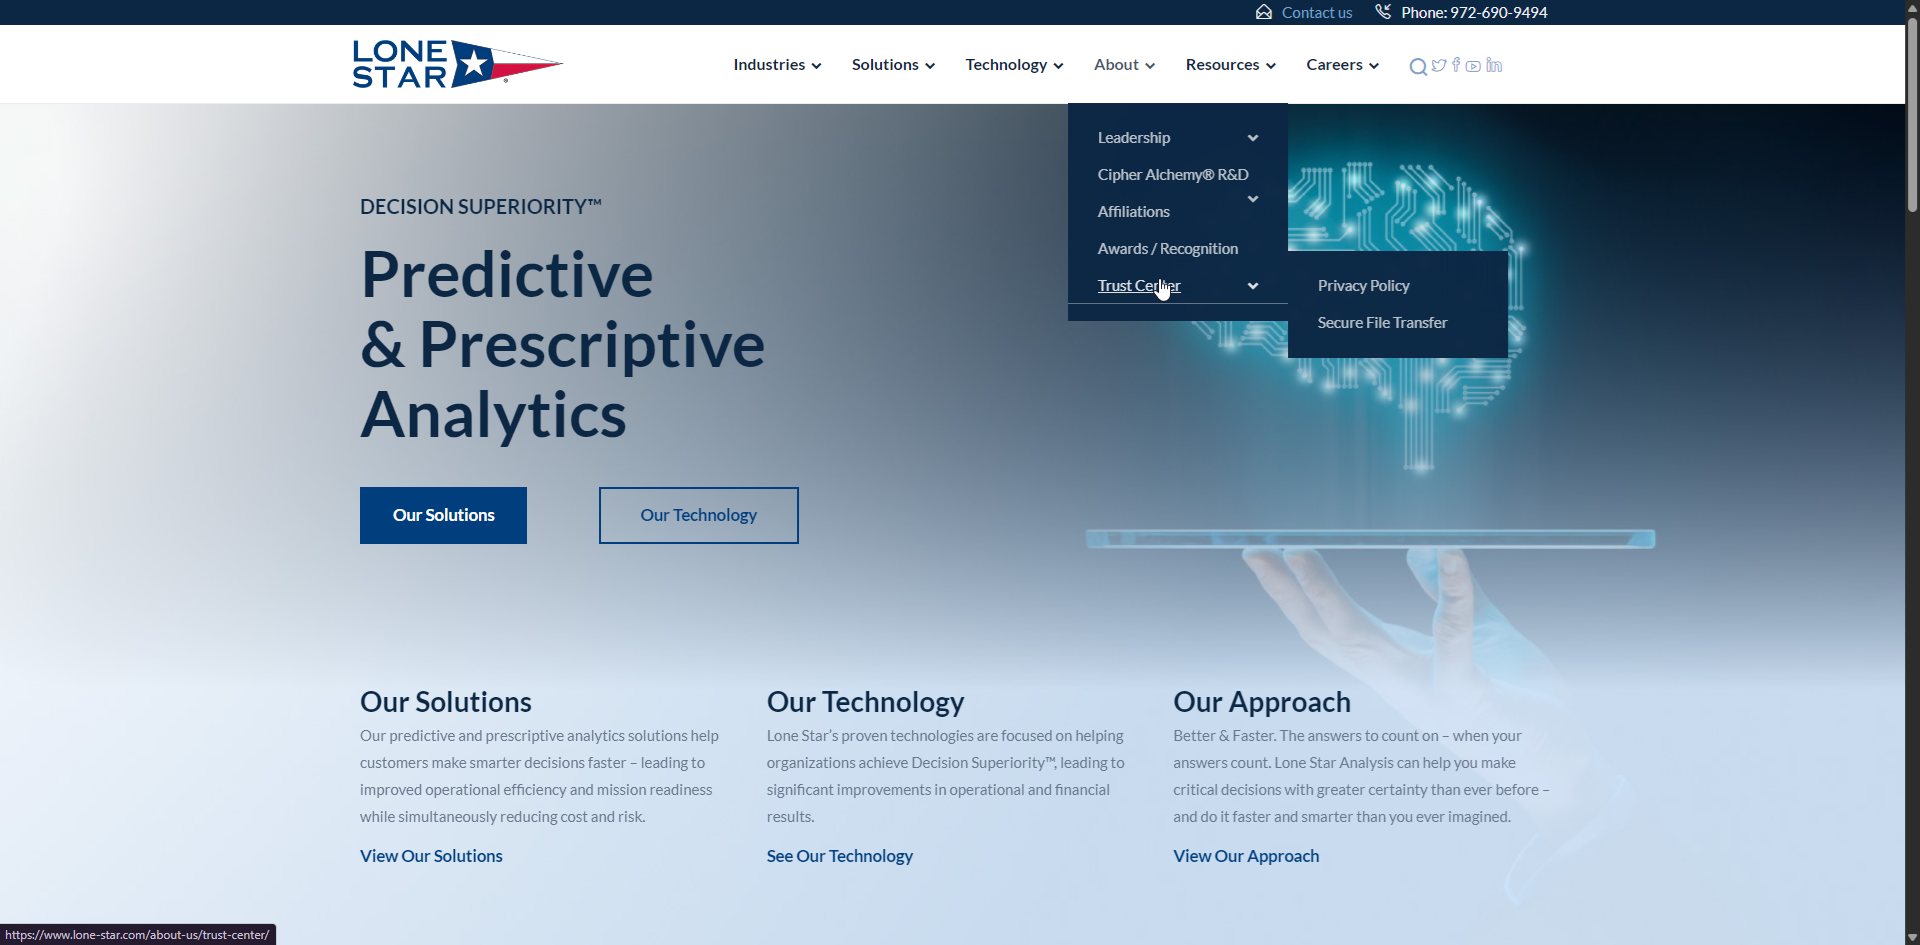 Contact us
Phone: 972-690-9494
LONE
STAR
®
Industries
Solutions
Technology
About
Resources
Careers
Leadership
Cipher Alchemy® R&D
Affiliations
Awards / Recognition
Trust Center
Privacy Policy
Secure File Transfer
DECISION SUPERIORITY™
Predictive
& Prescriptive
Analytics
Our Solutions
Our Technology
Our Solutions
Our predictive and prescriptive analytics solutions help
customers make smarter decisions faster – leading to
improved operational efficiency and mission readiness
while simultaneously reducing cost and risk.
View Our Solutions
Our Technology
Lone Star’s proven technologies are focused on helping
organizations achieve Decision Superiority™, leading to
significant improvements in operational and financial
results.
See Our Technology
Our Approach
Better & Faster. The answers to count on – when your
answers count. Lone Star Analysis can help you make
critical decisions with greater certainty than ever before –
and do it faster and smarter than you ever imagined.
View Our Approach
https://www.lone-star.com/about-us/trust-center/